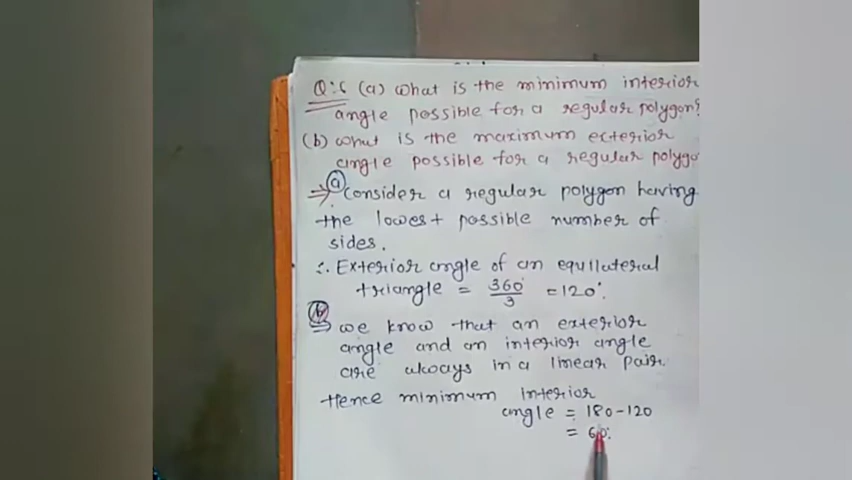 Q:6 (a) What is the minimum interior
angle possible for a regular polygon?
(b) What is the maximum exterior
angle possible for a regular polygo
⇒ (a) Consider a regular polygon having
the lowest possible number of
sides.
∴ Exterior angle of an equilateral
triangle = 360°/3 = 120°.
(b) ⇒ we know that an exterior
angle and an interior angle
are always in a linear pair.
Hence minimum interior
angle = 180-120
= 60°.